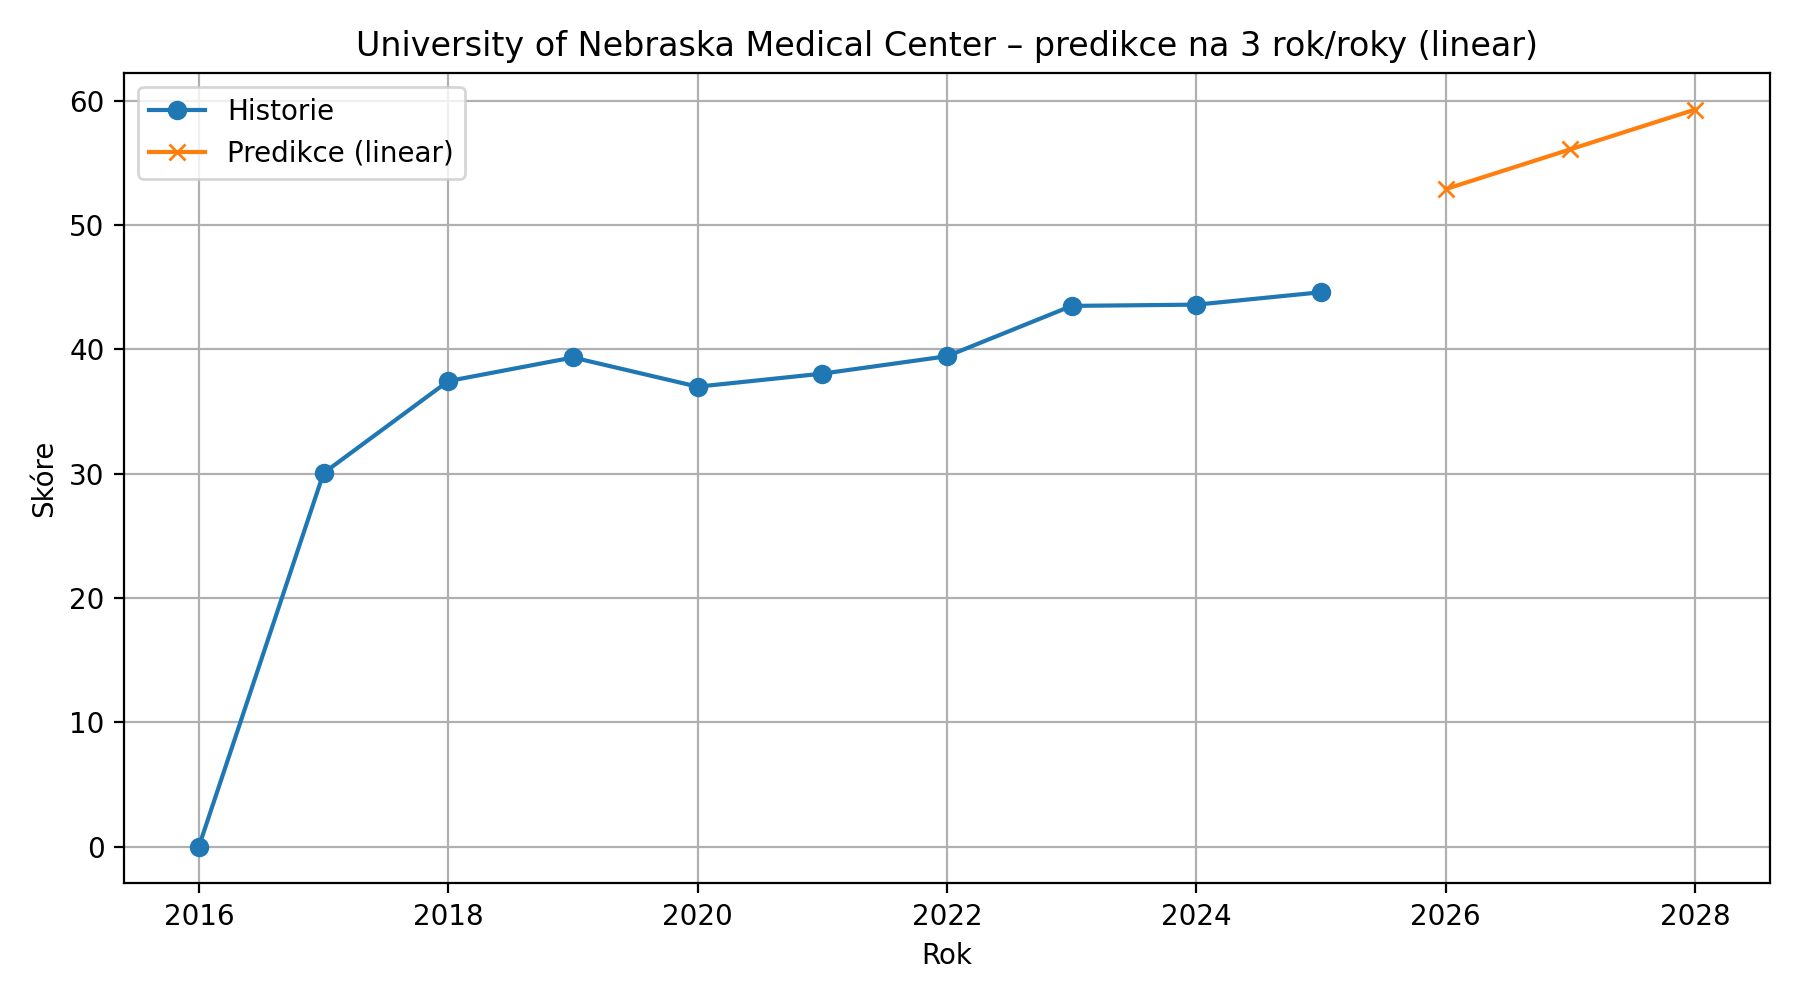 University of Nebraska Medical Center – predikce na 3 rok/roky (linear)
Historie
Predikce (linear)
60
50
40
30
20
10
0
Skóre
2016 2018 2020 2022 2024 2026 2028
Rok